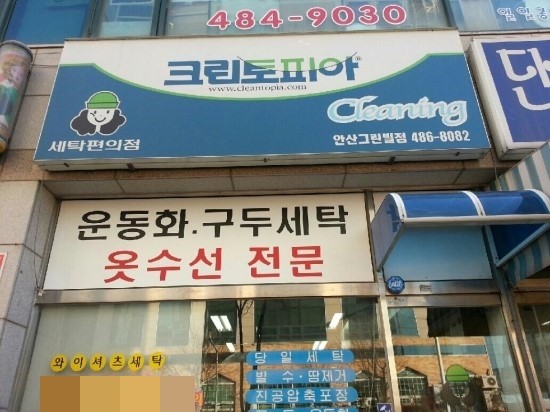 484-9030
크린토피아
www.cleantopia.com
Cleaning
세탁편의점
안산그린빌점 486-8082
운동화.구두세탁
옷수선 전문
와이셔츠세탁
당일세탁
발수·땀제거
진공압축포장